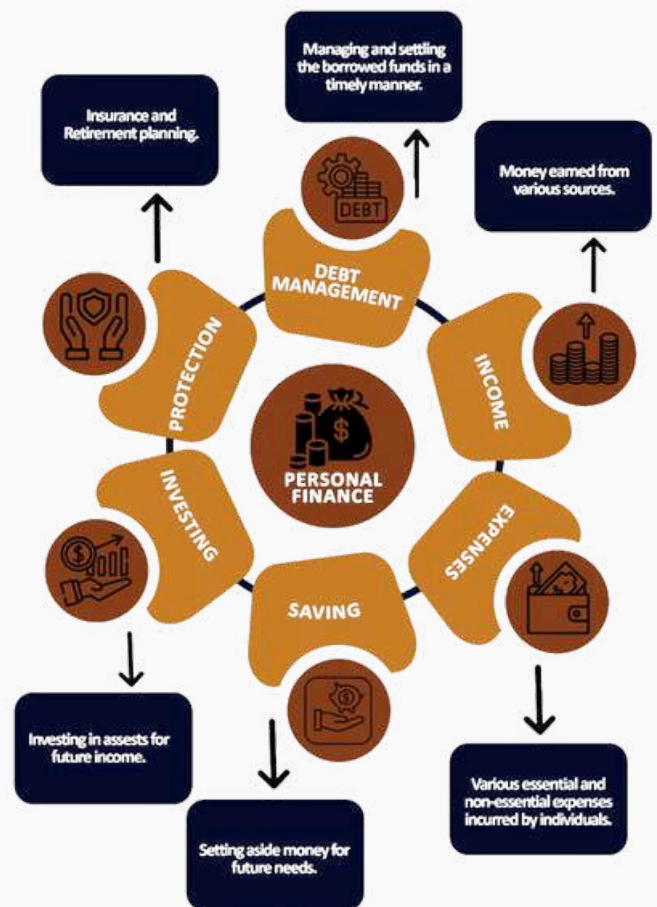 Managing and settling
the borrowed funds in a
timely manner.
Insurance and
Retirement planning.
Money earned from
various sources.
DEBT
DEBT
MANAGEMENT
PROTECTION
INCOME
$
PERSONAL
FINANCE
INVESTING
EXPENSES
$
SAVING
$
Investing in assests for
future income.
Various essential and
non-essential expenses
incurred by individuals.
Setting aside money for
future needs.